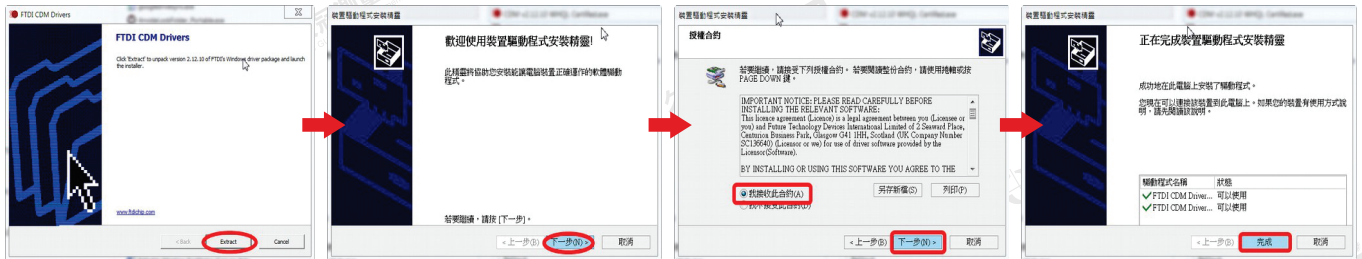 FTDI CDM Drivers
FTDI CDM Drivers
Click 'Extract' to unpack version 2.12.10 of FTDI's Windows driver package and launch
the installer.
www.ftdichip.com
< Back
Extract
Cancel
裝置驅動程式安裝精靈
歡迎使用裝置驅動程式安裝精靈!
此精靈將協助您安裝能讓電腦裝置正確運作的軟體驅動
程式。
若要繼續，請按 [下一步]。
< 上一步(B)
下一步(N) >
取消
裝置驅動程式安裝精靈
授權合約
若要繼續，請接受下列授權合約。若要閱讀整份合約，請使用捲軸或按
PAGE DOWN 鍵。
IMPORTANT NOTICE: PLEASE READ CAREFULLY BEFORE
INSTALLING THE RELEVANT SOFTWARE:
This licence agreement (Licence) is a legal agreement between you (Licensee or
you) and Future Technology Devices International Limited of 2 Seaward Place,
Centurion Business Park, Glasgow G41 1HH, Scotland (UK Company Number
SC136640) (Licensor or we) for use of driver software provided by the
Licensor(Software).
BY INSTALLING OR USING THIS SOFTWARE YOU AGREE TO THE
我接收此合約(A)
另存新檔(S)
列印(P)
我不接受此合約(D)
< 上一步(B)
下一步(N) >
取消
裝置驅動程式安裝精靈
正在完成裝置驅動程式安裝精靈
成功地在此電腦上安裝了驅動程式。
您現在可以連接該裝置到此電腦上。如果您的裝置有使用方式說
明，請先閱讀該說明。
驅動程式名稱 狀態
FTDI CDM Driver... 可以使用
FTDI CDM Driver... 可以使用
< 上一步(B)
完成
取消